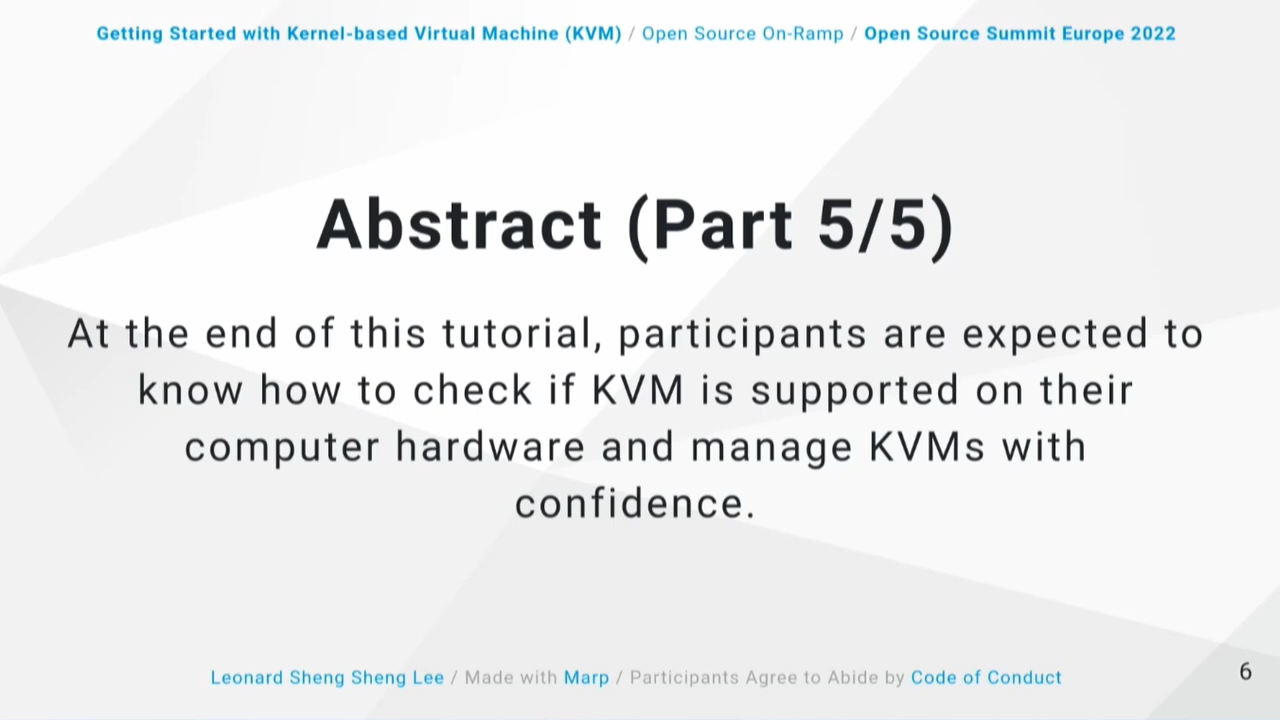 Getting Started with Kernel-based Virtual Machine (KVM) / Open Source On-Ramp / Open Source Summit Europe 2022
Abstract (Part 5/5)
At the end of this tutorial, participants are expected to
know how to check if KVM is supported on their
computer hardware and manage KVMs with
confidence.
Leonard Sheng Sheng Lee / Made with Marp / Participants Agree to Abide by Code of Conduct
6